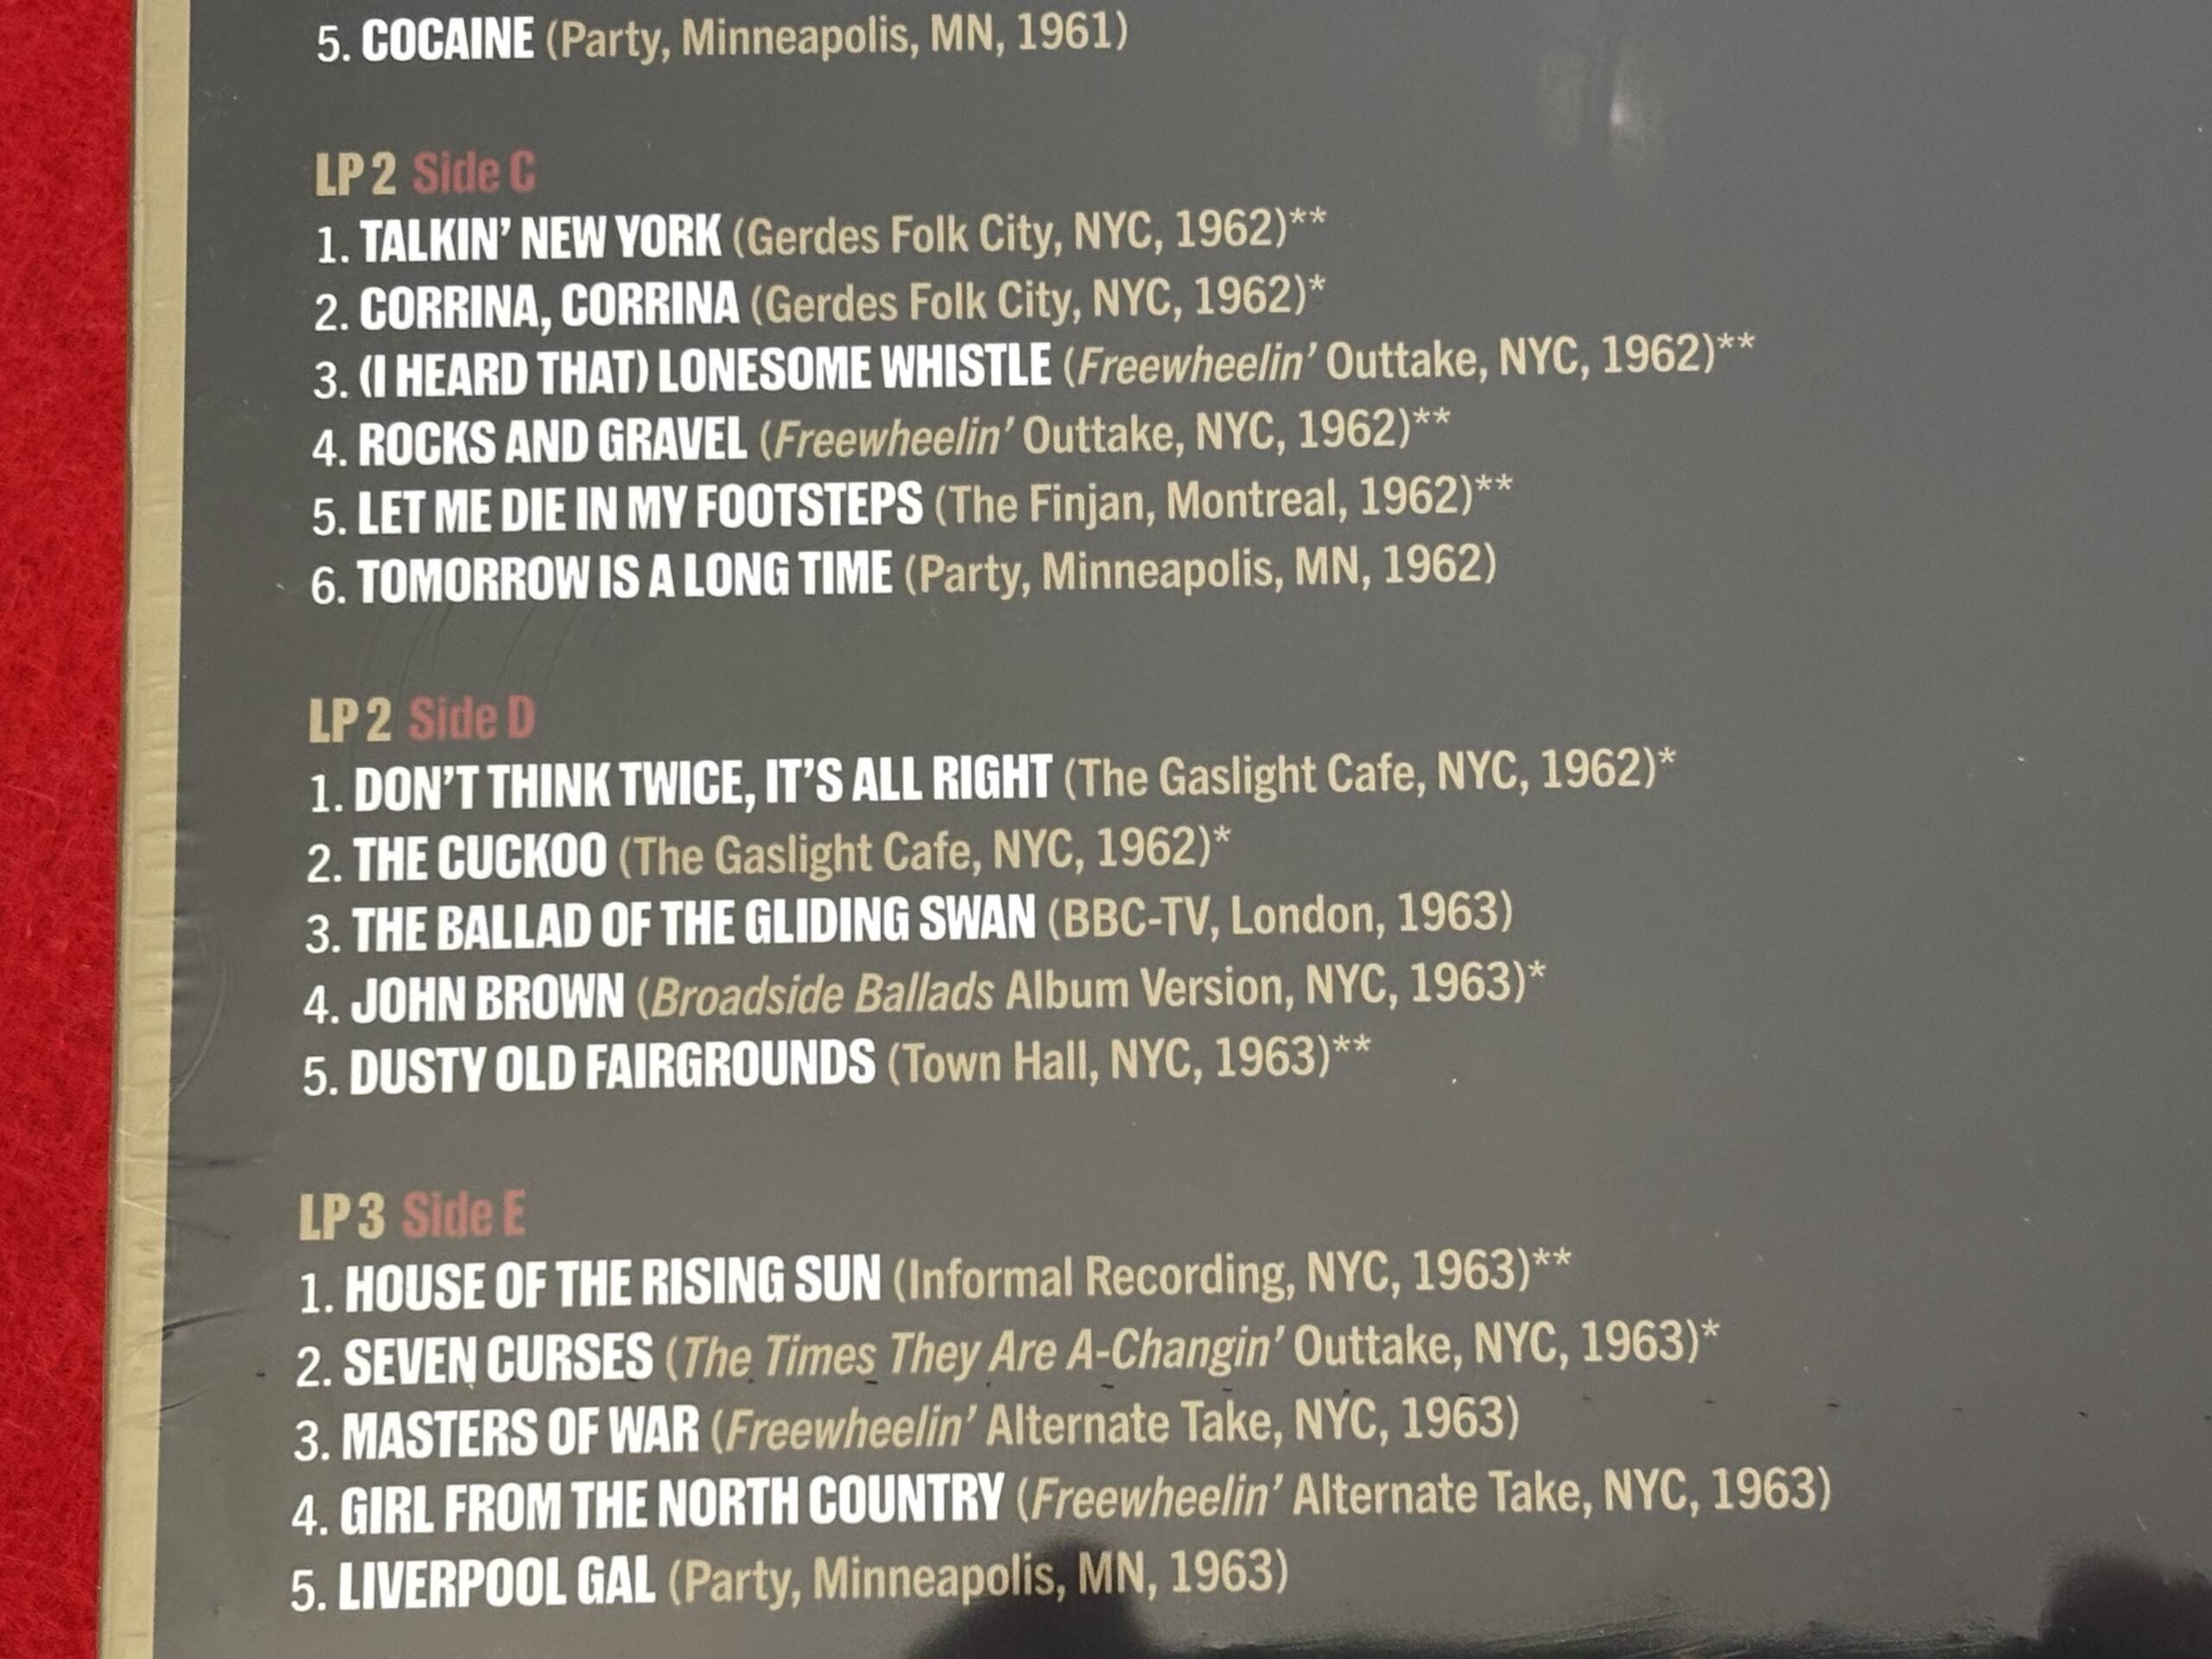 5. COCAINE (Party, Minneapolis, MN, 1961)
LP 2 Side C
1. TALKIN' NEW YORK (Gerdes Folk City, NYC, 1962)**
2. CORRINA, CORRINA (Gerdes Folk City, NYC, 1962)*
3. (I HEARD THAT) LONESOME WHISTLE (Freewheelin' Outtake, NYC, 1962)**
4. ROCKS AND GRAVEL (Freewheelin' Outtake, NYC, 1962)**
5. LET ME DIE IN MY FOOTSTEPS (The Finjan, Montreal, 1962)**
6. TOMORROW IS A LONG TIME (Party, Minneapolis, MN, 1962)
LP 2 Side D
1. DON'T THINK TWICE, IT'S ALL RIGHT (The Gaslight Cafe, NYC, 1962)*
2. THE CUCKOO (The Gaslight Cafe, NYC, 1962)*
3. THE BALLAD OF THE GLIDING SWAN (BBC-TV, London, 1963)
4. JOHN BROWN (Broadside Ballads Album Version, NYC, 1963)*
5. DUSTY OLD FAIRGROUNDS (Town Hall, NYC, 1963)**
LP 3 Side E
1. HOUSE OF THE RISING SUN (Informal Recording, NYC, 1963)**
2. SEVEN CURSES (The Times They Are A-Changin' Outtake, NYC, 1963)*
3. MASTERS OF WAR (Freewheelin' Alternate Take, NYC, 1963)
4. GIRL FROM THE NORTH COUNTRY (Freewheelin' Alternate Take, NYC, 1963)
5. LIVERPOOL GAL (Party, Minneapolis, MN, 1963)